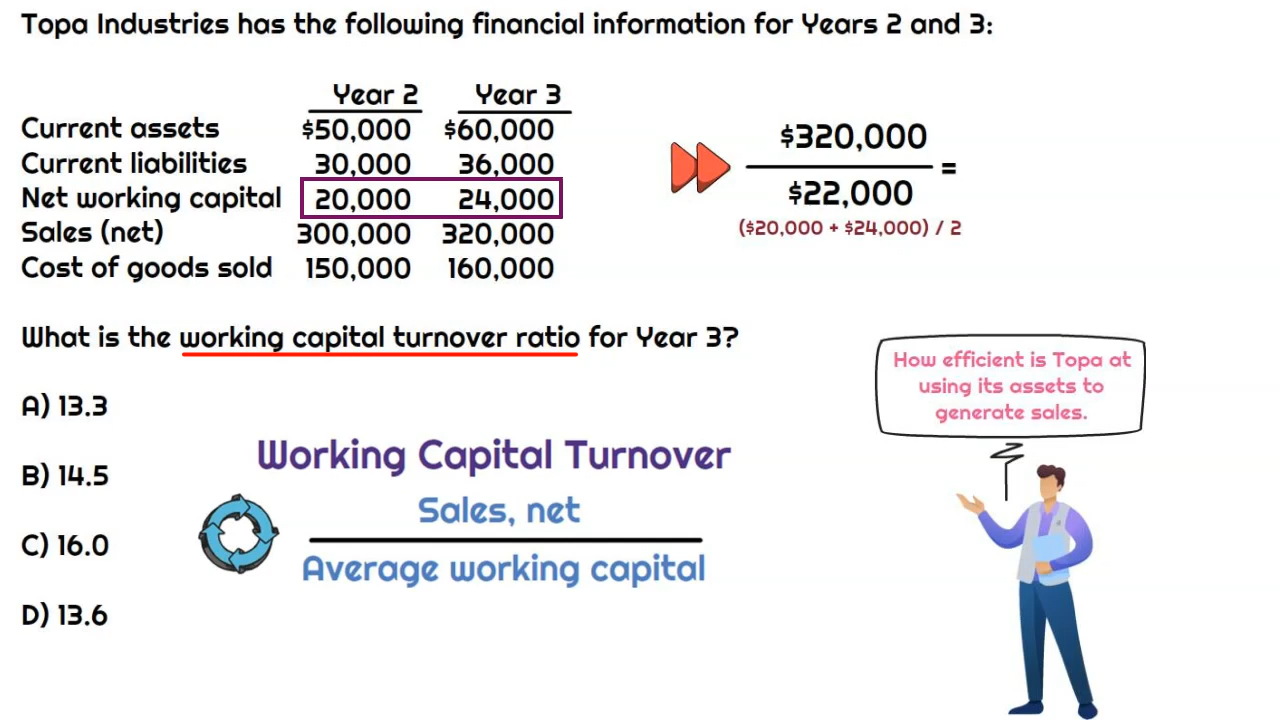 Topa Industries has the following financial information for Years 2 and 3:
Year 2 Year 3
Current assets $50,000 $60,000
Current liabilities 30,000 36,000
Net working capital 20,000 24,000
Sales (net) 300,000 320,000
Cost of goods sold 150,000 160,000
$320,000
=
$22,000
($20,000 + $24,000) / 2
What is the working capital turnover ratio for Year 3?
A) 13.3
B) 14.5
C) 16.0
D) 13.6
Working Capital Turnover
Sales, net
Average working capital
How efficient is Topa at
using its assets to
generate sales.